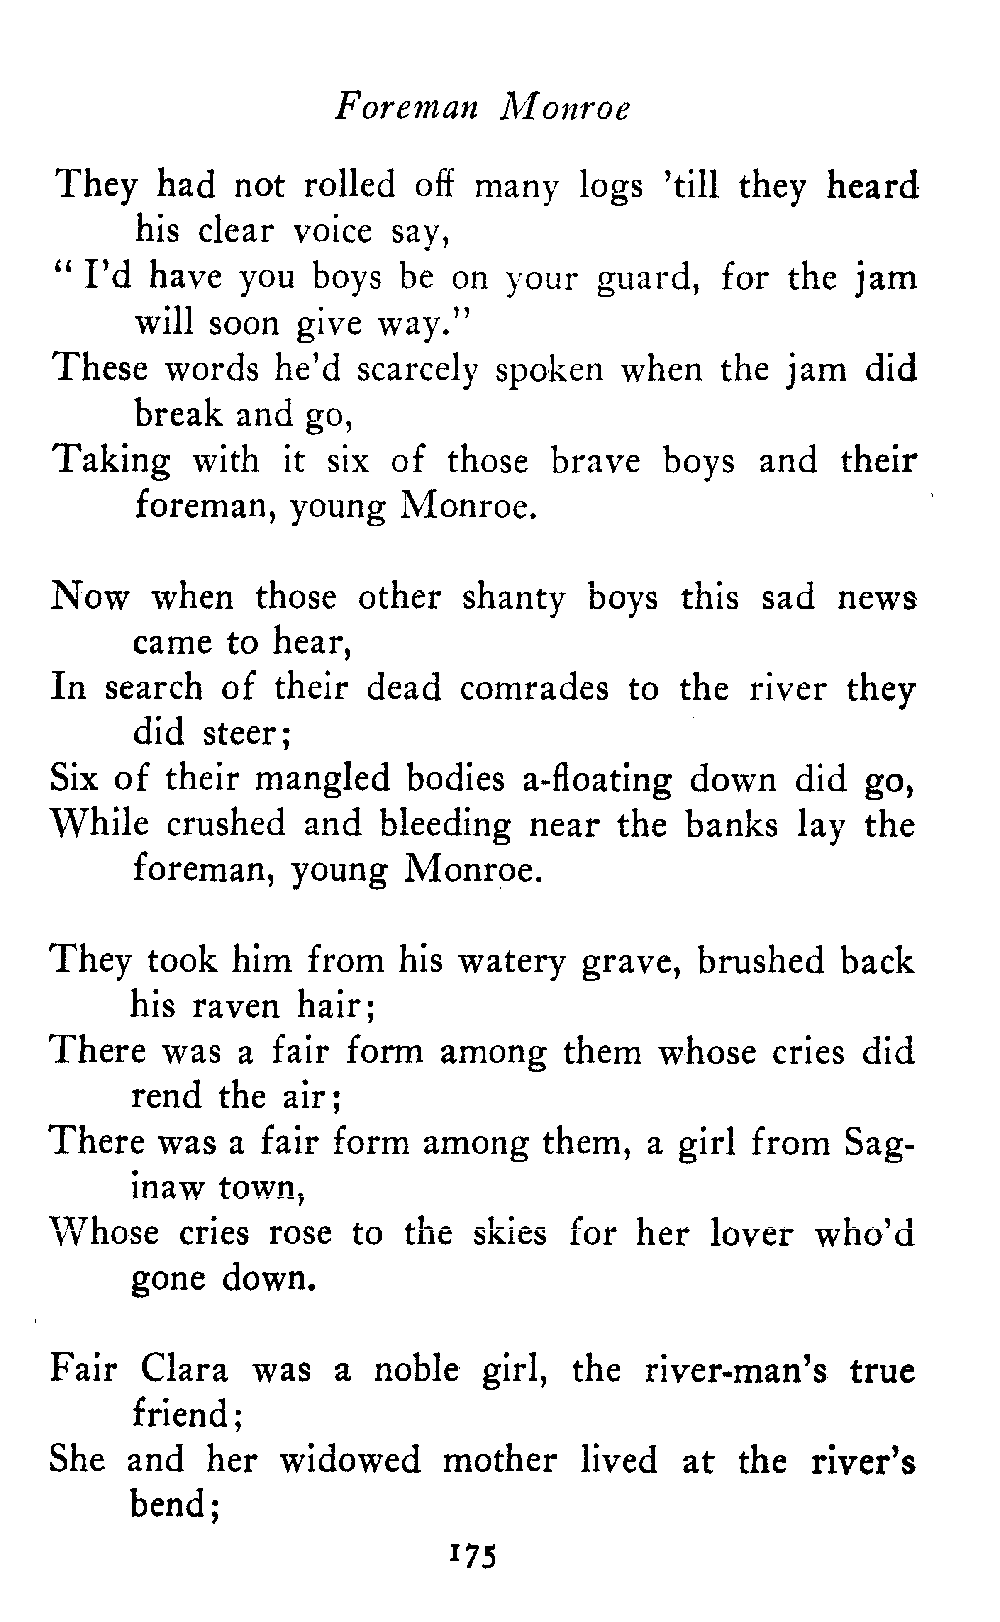 Foreman Monroe
They had not rolled off many logs 'till they heard
his clear voice say,
" I'd have you boys be on your guard, for the jam
will soon give way."
These words he'd scarcely spoken when the jam did
break and go,
Taking with it six of those brave boys and their
foreman, young Monroe.
Now when those other shanty boys this sad news
came to hear,
In search of their dead comrades to the river they
did steer;
Six of their mangled bodies a-floating down did go,
While crushed and bleeding near the banks lay the
foreman, young Monroe.
They took him from his watery grave, brushed back
his raven hair;
There was a fair form among them whose cries did
rend the air;
There was a fair form among them, a girl from Sag-
inaw town,
Whose cries rose to the skies for her lover who'd
gone down.
Fair Clara was a noble girl, the river-man's true
friend;
She and her widowed mother lived at the river's
bend;
175